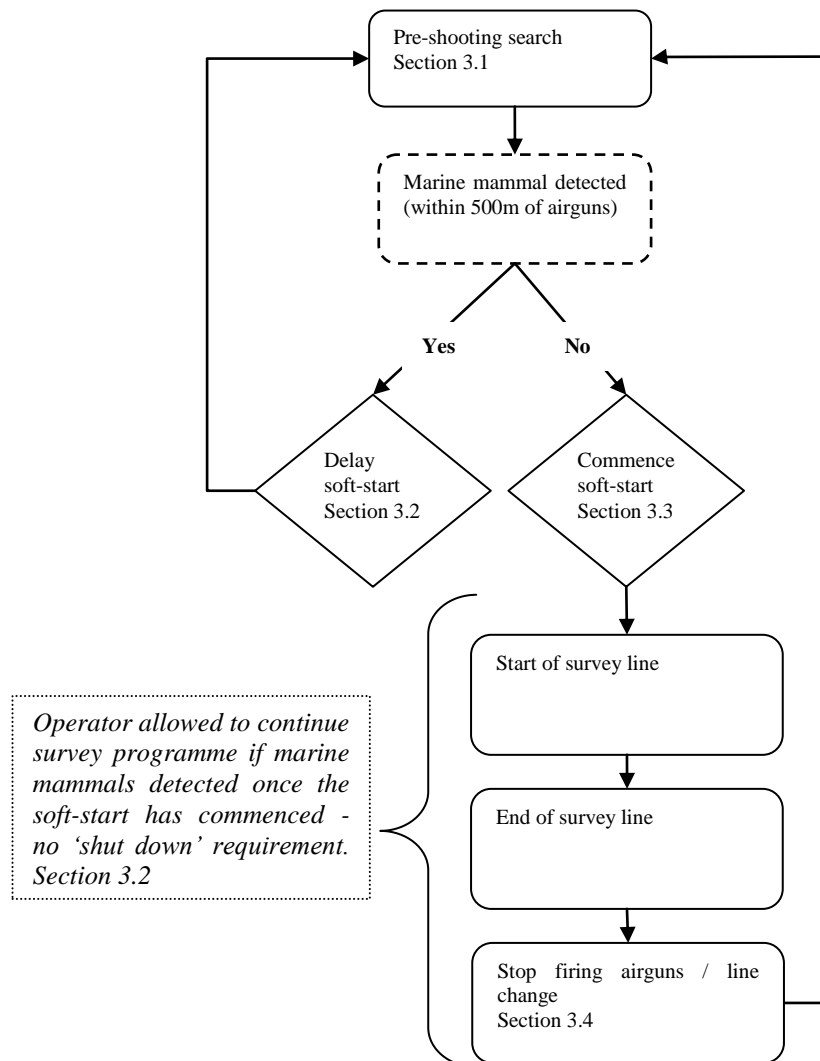 Pre-shooting search
Section 3.1
Marine mammal detected
(within 500m of airguns)
Yes
No
Delay
soft-start
Section 3.2
Commence
soft-start
Section 3.3
Start of survey line
Operator allowed to continue
survey programme if marine
mammals detected once the
soft-start has commenced -
no ‘shut down’ requirement.
Section 3.2
End of survey line
Stop firing airguns / line
change
Section 3.4